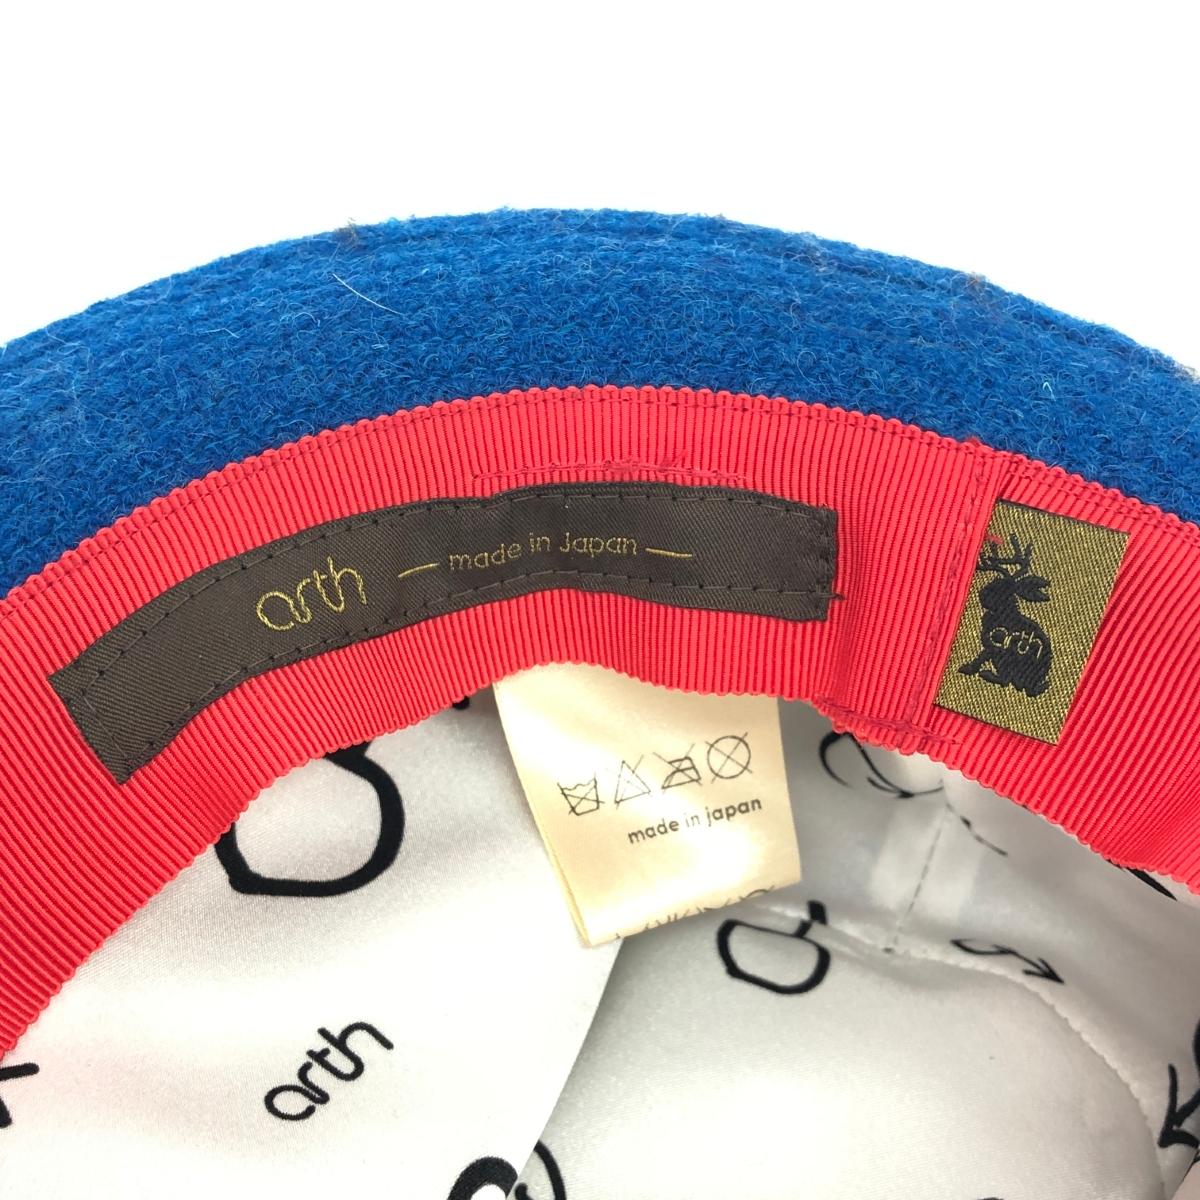 arth — made in Japan —
arth
made in japan
arth